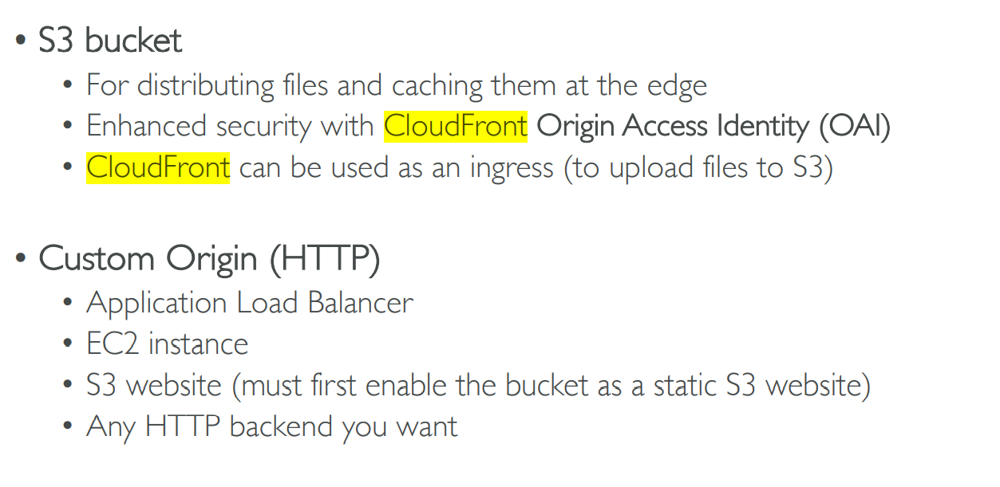 • S3 bucket
• For distributing files and caching them at the edge
• Enhanced security with CloudFront Origin Access Identity (OAI)
• CloudFront can be used as an ingress (to upload files to S3)
• Custom Origin (HTTP)
• Application Load Balancer
• EC2 instance
• S3 website (must first enable the bucket as a static S3 website)
• Any HTTP backend you want